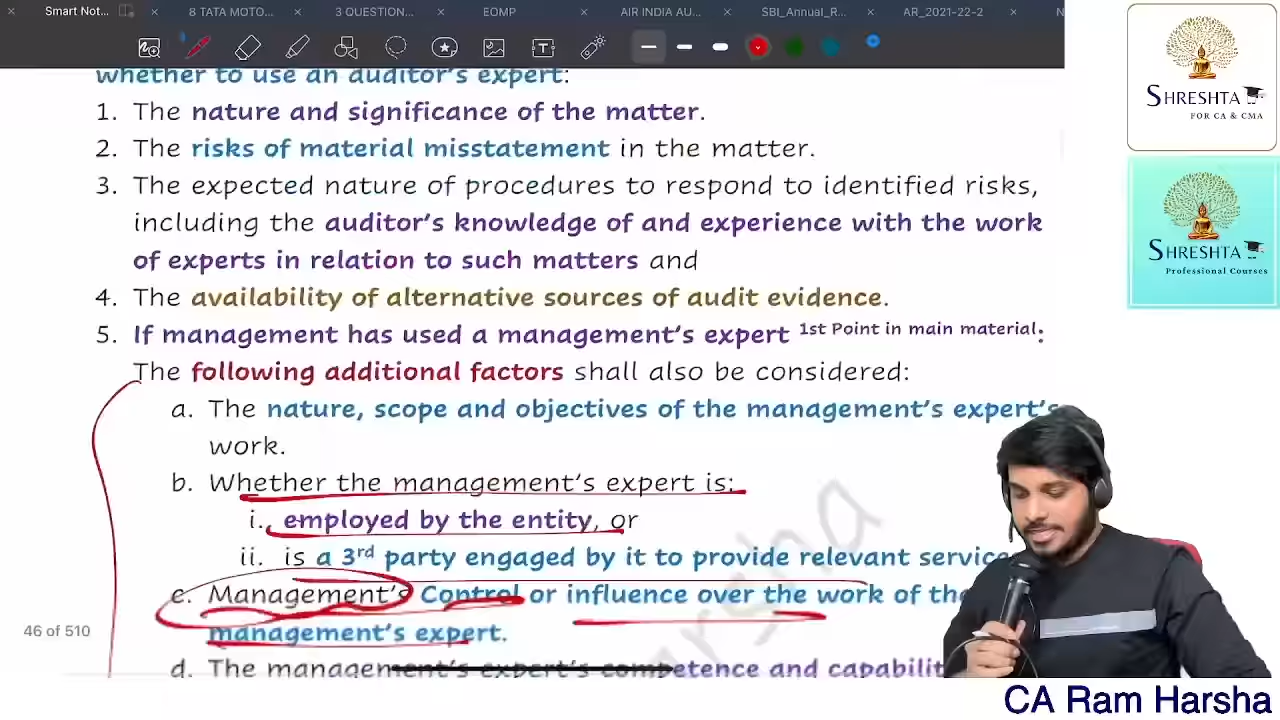 Smart Not...
8 TATA MOTO...
3 QUESTION...
EOMP
AIR INDIA AU...
SBI_Annual_R...
AR_2021-22-2
N
whether to use an auditor's expert:
1. The nature and significance of the matter.
2. The risks of material misstatement in the matter.
3. The expected nature of procedures to respond to identified risks,
including the auditor's knowledge of and experience with the work
of experts in relation to such matters and
4. The availability of alternative sources of audit evidence.
5. If management has used a management's expert 1st Point in main material:
The following additional factors shall also be considered:
a. The nature, scope and objectives of the management's expert's
work.
b. Whether the management's expert is:
i. employed by the entity, or
ii. is a 3rd party engaged by it to provide relevant servic
c. Management's Control or influence over the work of the
management's expert.
d. The management's expert's competence and capabilit
46 of 510
arsha
SHRESHTA
FOR CA & CMA
SHRESHTA
Professional Courses
CA Ram Harsha